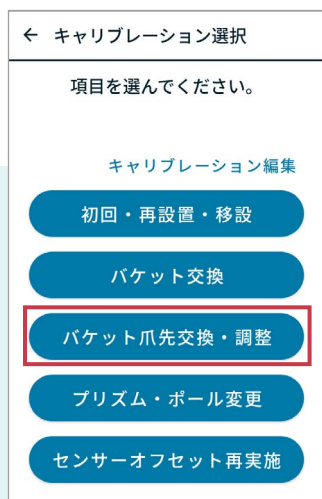 ← キャリブレーション選択
項目を選んでください。
キャリブレーション編集
初回・再設置・移設
バケット交換
バケット爪先交換・調整
プリズム・ポール変更
センサーオフセット再実施